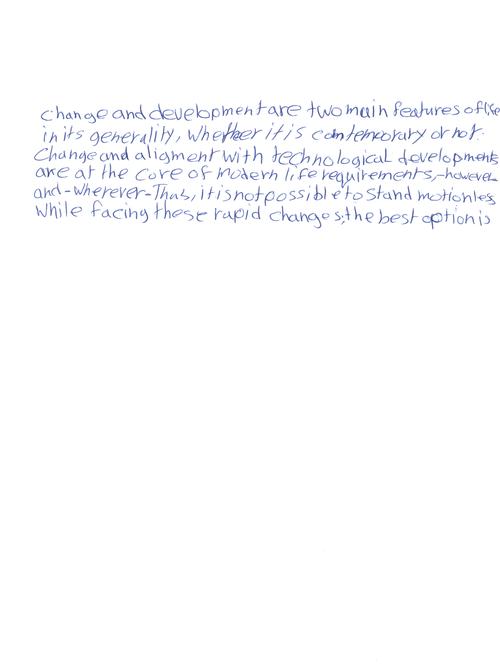 change and development are two main features of life
in its generality, whether it is contemporary or not.
Change and aligment with technological developments
are at the core of modern life requirements,-however-
and-wherever-Thus, it is not possible to stand motionless
while facing these rapid changes; the best option is